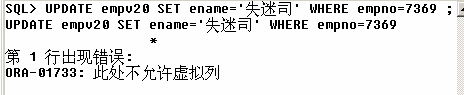 SQL> UPDATE empv20 SET ename='失迷司' WHERE empno=7369 ;
UPDATE empv20 SET ename='失迷司' WHERE empno=7369
*
第 1 行出现错误:
ORA-01733: 此处不允许虚拟列